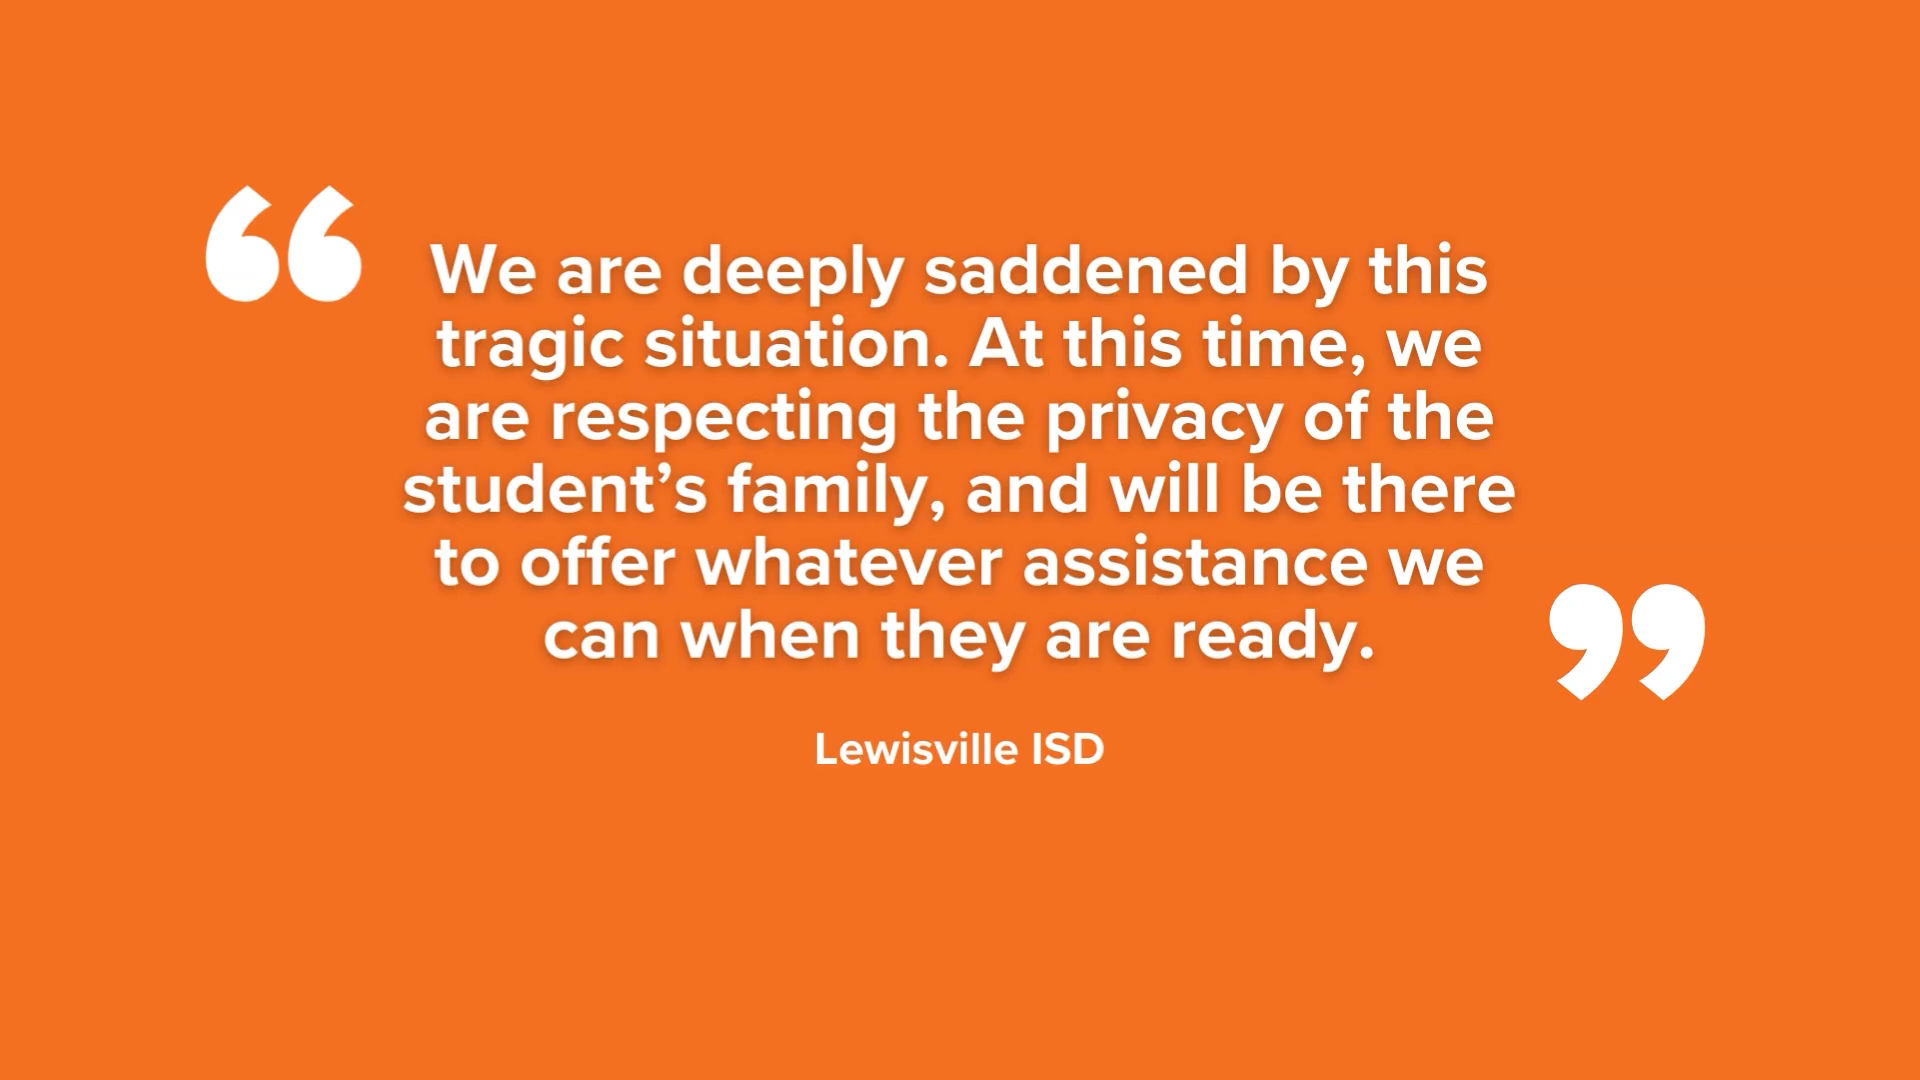 “
We are deeply saddened by this
tragic situation. At this time, we
are respecting the privacy of the
student’s family, and will be there
to offer whatever assistance we
can when they are ready.
”
Lewisville ISD